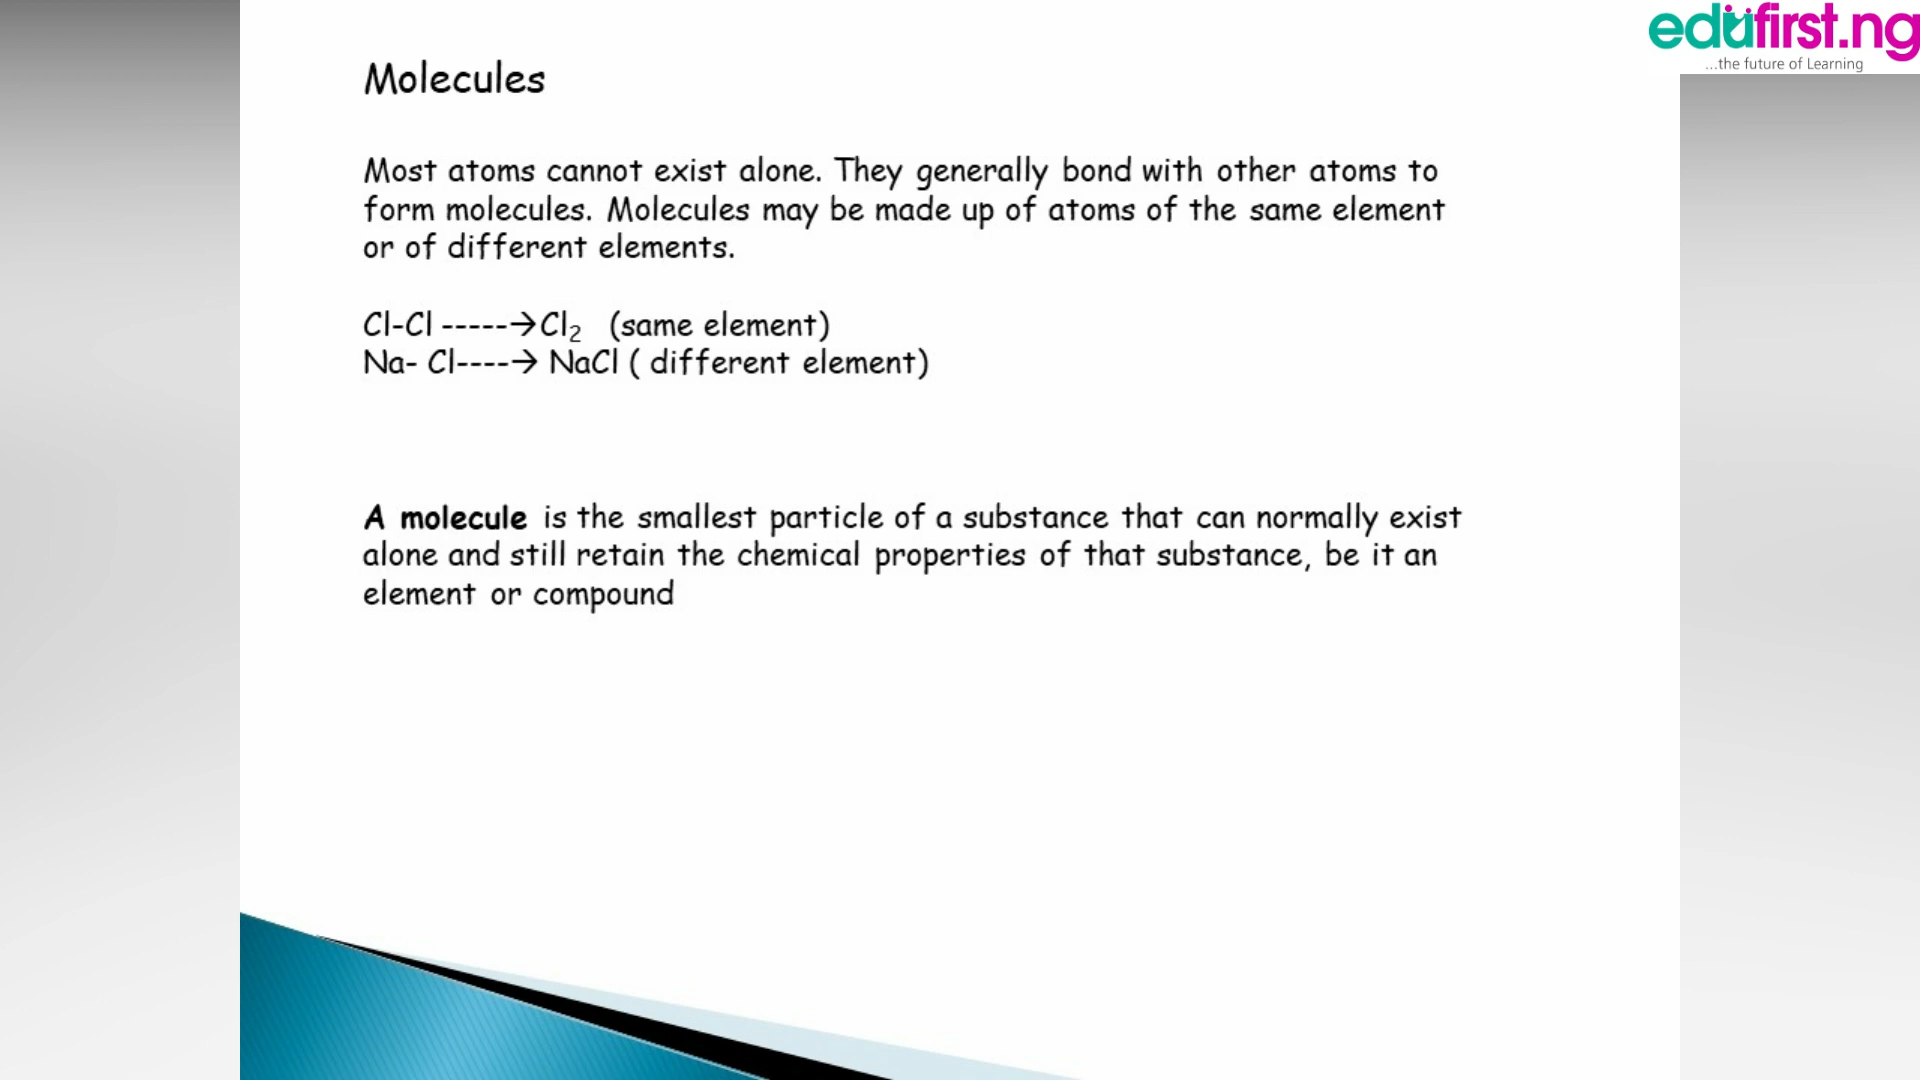 edufirst.ng
...the future of Learning
Molecules
Most atoms cannot exist alone. They generally bond with other atoms to
form molecules. Molecules may be made up of atoms of the same element
or of different elements.
Cl-Cl ----->Cl₂ (same element)
Na- Cl----> NaCl ( different element)
A molecule is the smallest particle of a substance that can normally exist
alone and still retain the chemical properties of that substance, be it an
element or compound